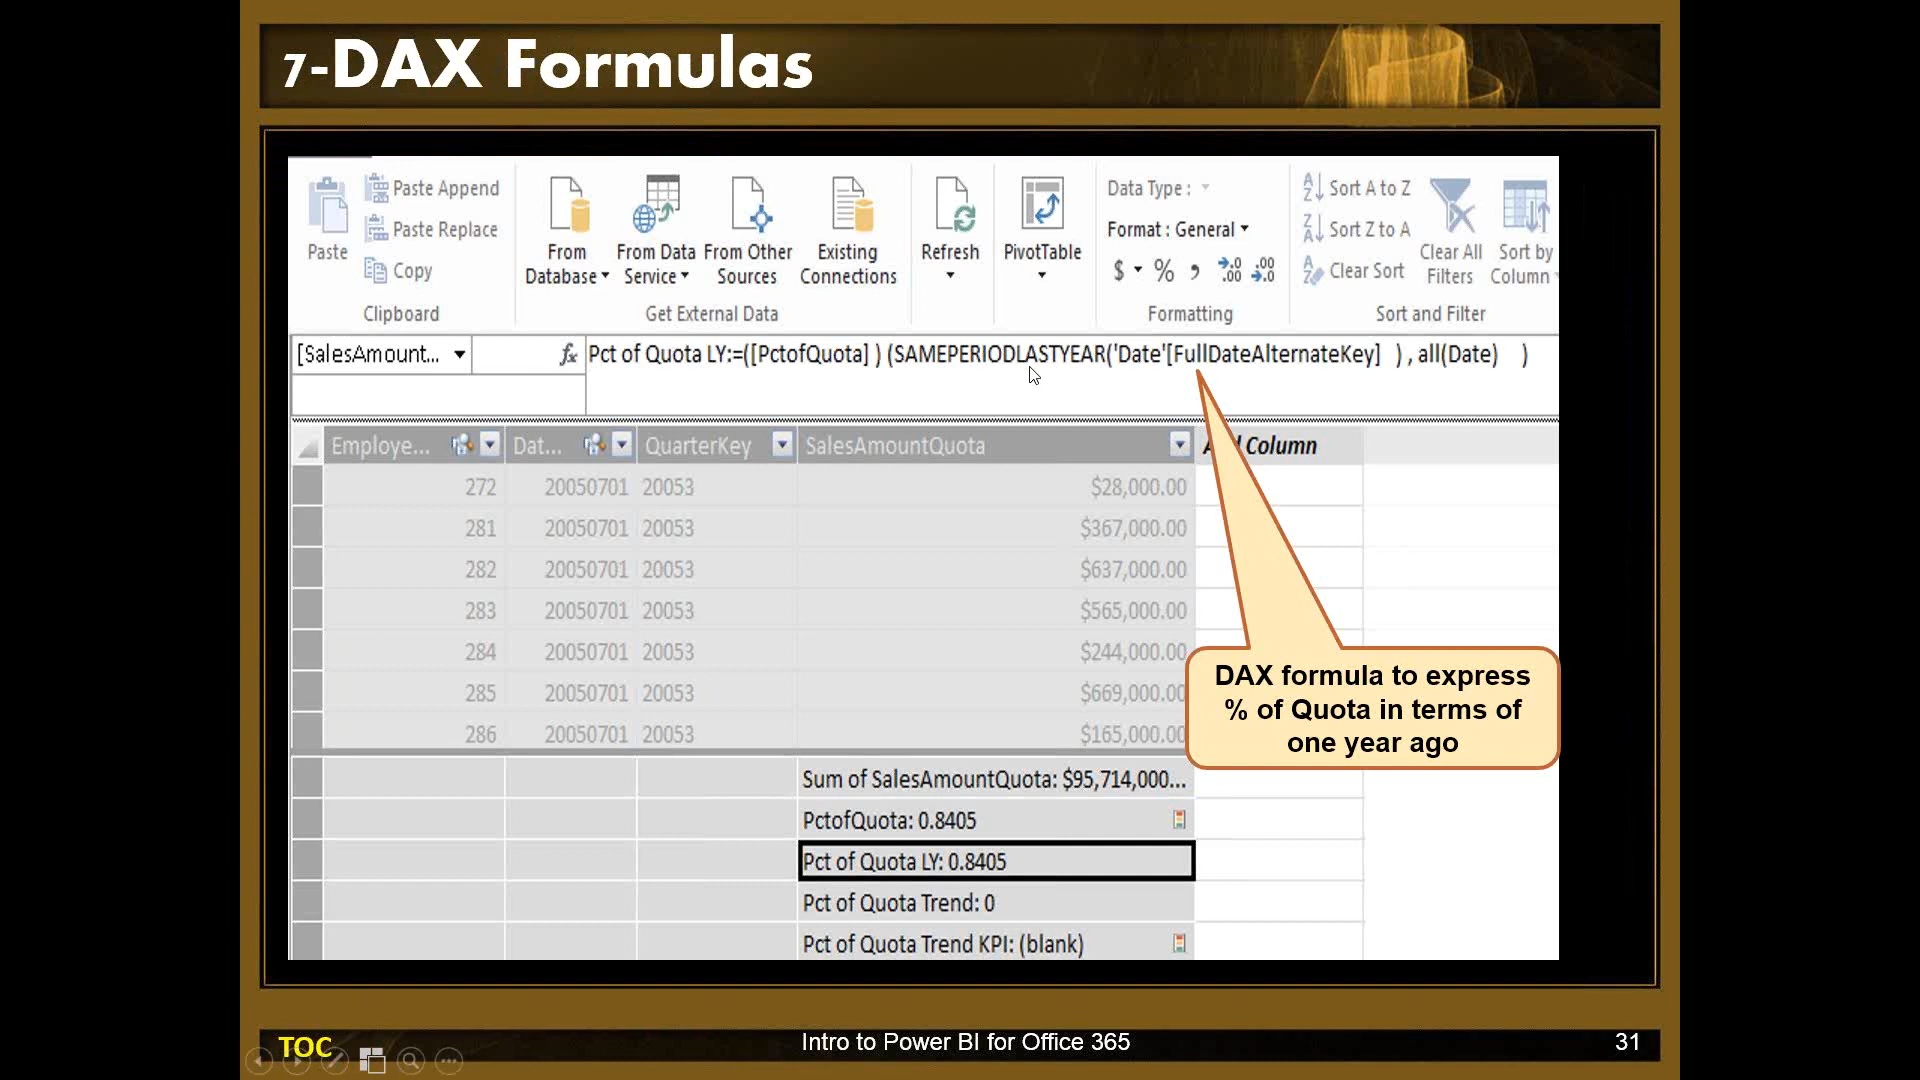 7-DAX Formulas
Paste
Paste Append
Paste Replace
Copy
Clipboard
From
Database
From Data
Service
From Other
Sources
Existing
Connections
Get External Data
Refresh
PivotTable
Data Type :
Format : General
$ % , .0 .00 .00 .0
Formatting
Sort A to Z
Sort Z to A
Clear Sort
Clear All
Filters
Sort by
Column
Sort and Filter
[SalesAmount... fx Pct of Quota LY:=([PctofQuota] ) (SAMEPERIODLASTYEAR('Date'[FullDateAlternateKey] ) , all(Date) )
Employe... Dat... QuarterKey SalesAmountQuota Column
272 20050701 20053 $28,000.00
281 20050701 20053 $367,000.00
282 20050701 20053 $637,000.00
283 20050701 20053 $565,000.00
284 20050701 20053 $244,000.00
285 20050701 20053 $669,000.00
286 20050701 20053 $165,000.00
Sum of SalesAmountQuota: $95,714,000...
PctofQuota: 0.8405
Pct of Quota LY: 0.8405
Pct of Quota Trend: 0
Pct of Quota Trend KPI: (blank)
DAX formula to express
% of Quota in terms of
one year ago
TOC
Intro to Power BI for Office 365
31